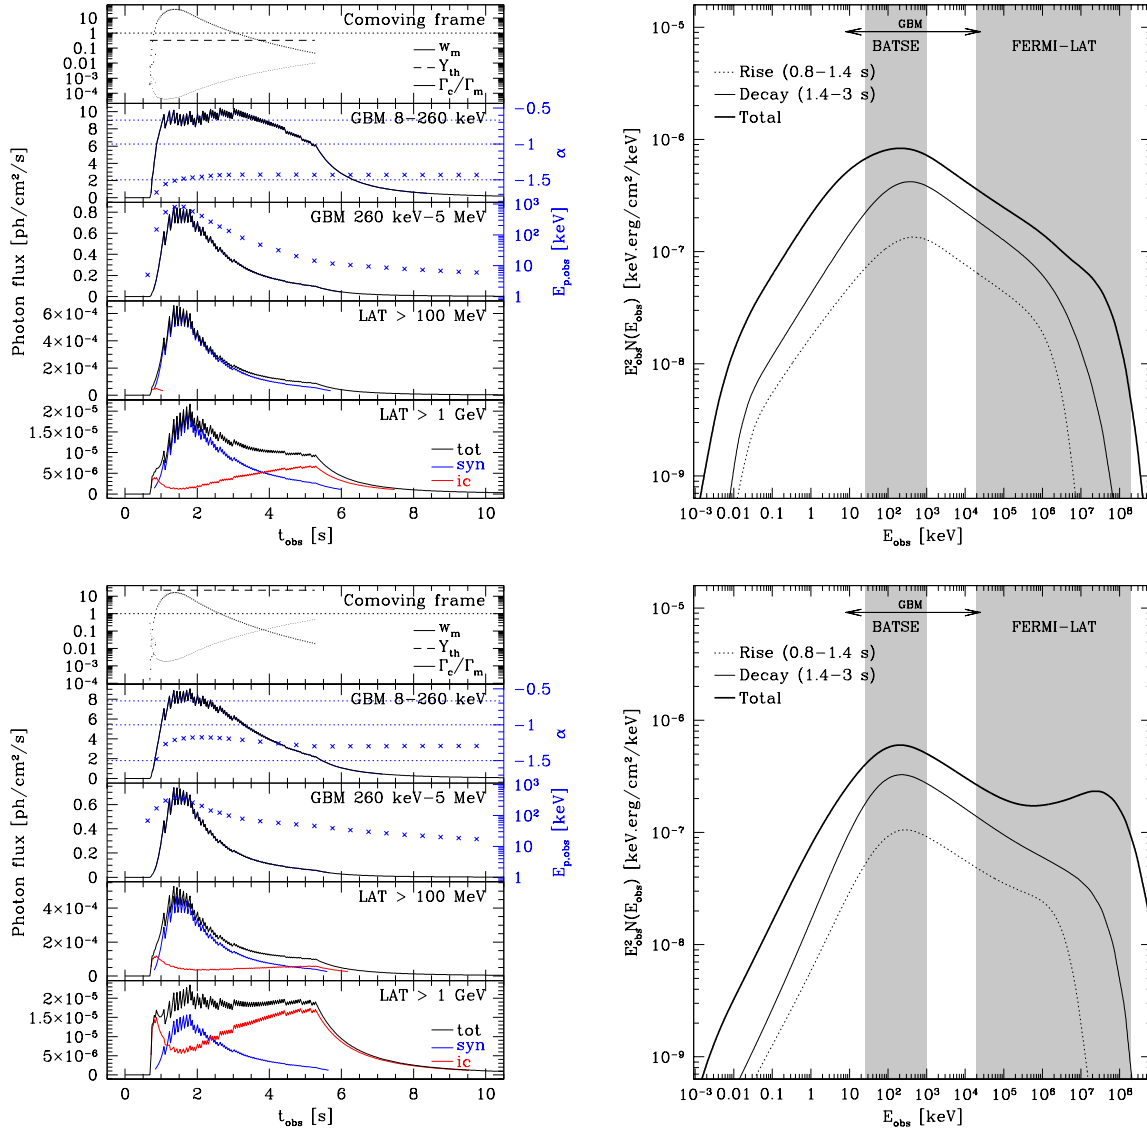 Comoving frame
w_m
Y_th
Γ_c/Γ_m
10
1
0.1
0.01
10⁻³
10⁻⁴
GBM 8−260 keV
10
8
6
4
2
0
−0.5
−1
−1.5
α
GBM 260 keV−5 MeV
0.8
0.6
0.4
0.2
0
10³
10²
10
1
E_p,obs [keV]
LAT > 100 MeV
6×10⁻⁴
4×10⁻⁴
2×10⁻⁴
0
LAT > 1 GeV
2×10⁻⁵
1.5×10⁻⁵
10⁻⁵
5×10⁻⁶
0
tot
syn
ic
Photon flux [ph/cm²/s]
0 2 4 6 8 10
t_obs [s]
GBM
BATSE
FERMI−LAT
Rise (0.8−1.4 s)
Decay (1.4−3 s)
Total
10⁻⁵
10⁻⁶
10⁻⁷
10⁻⁸
10⁻⁹
E²_obs N(E_obs) [keV.erg/cm²/keV]
10⁻³ 0.01 0.1 1 10 10² 10³ 10⁴ 10⁵ 10⁶ 10⁷ 10⁸
E_obs [keV]
Comoving frame
w_m
Y_th
Γ_c/Γ_m
10
1
0.1
0.01
10⁻³
10⁻⁴
GBM 8−260 keV
8
6
4
2
0
−0.5
−1
−1.5
α
GBM 260 keV−5 MeV
0.6
0.4
0.2
0
10³
10²
10
1
E_p,obs [keV]
LAT > 100 MeV
4×10⁻⁴
2×10⁻⁴
0
LAT > 1 GeV
2×10⁻⁵
1.5×10⁻⁵
10⁻⁵
5×10⁻⁶
0
tot
syn
ic
Photon flux [ph/cm²/s]
0 2 4 6 8 10
t_obs [s]
GBM
BATSE
FERMI−LAT
Rise (0.8−1.4 s)
Decay (1.4−3 s)
Total
10⁻⁵
10⁻⁶
10⁻⁷
10⁻⁸
10⁻⁹
E²_obs N(E_obs) [keV.erg/cm²/keV]
10⁻³ 0.01 0.1 1 10 10² 10³ 10⁴ 10⁵ 10⁶ 10⁷ 10⁸
E_obs [keV]